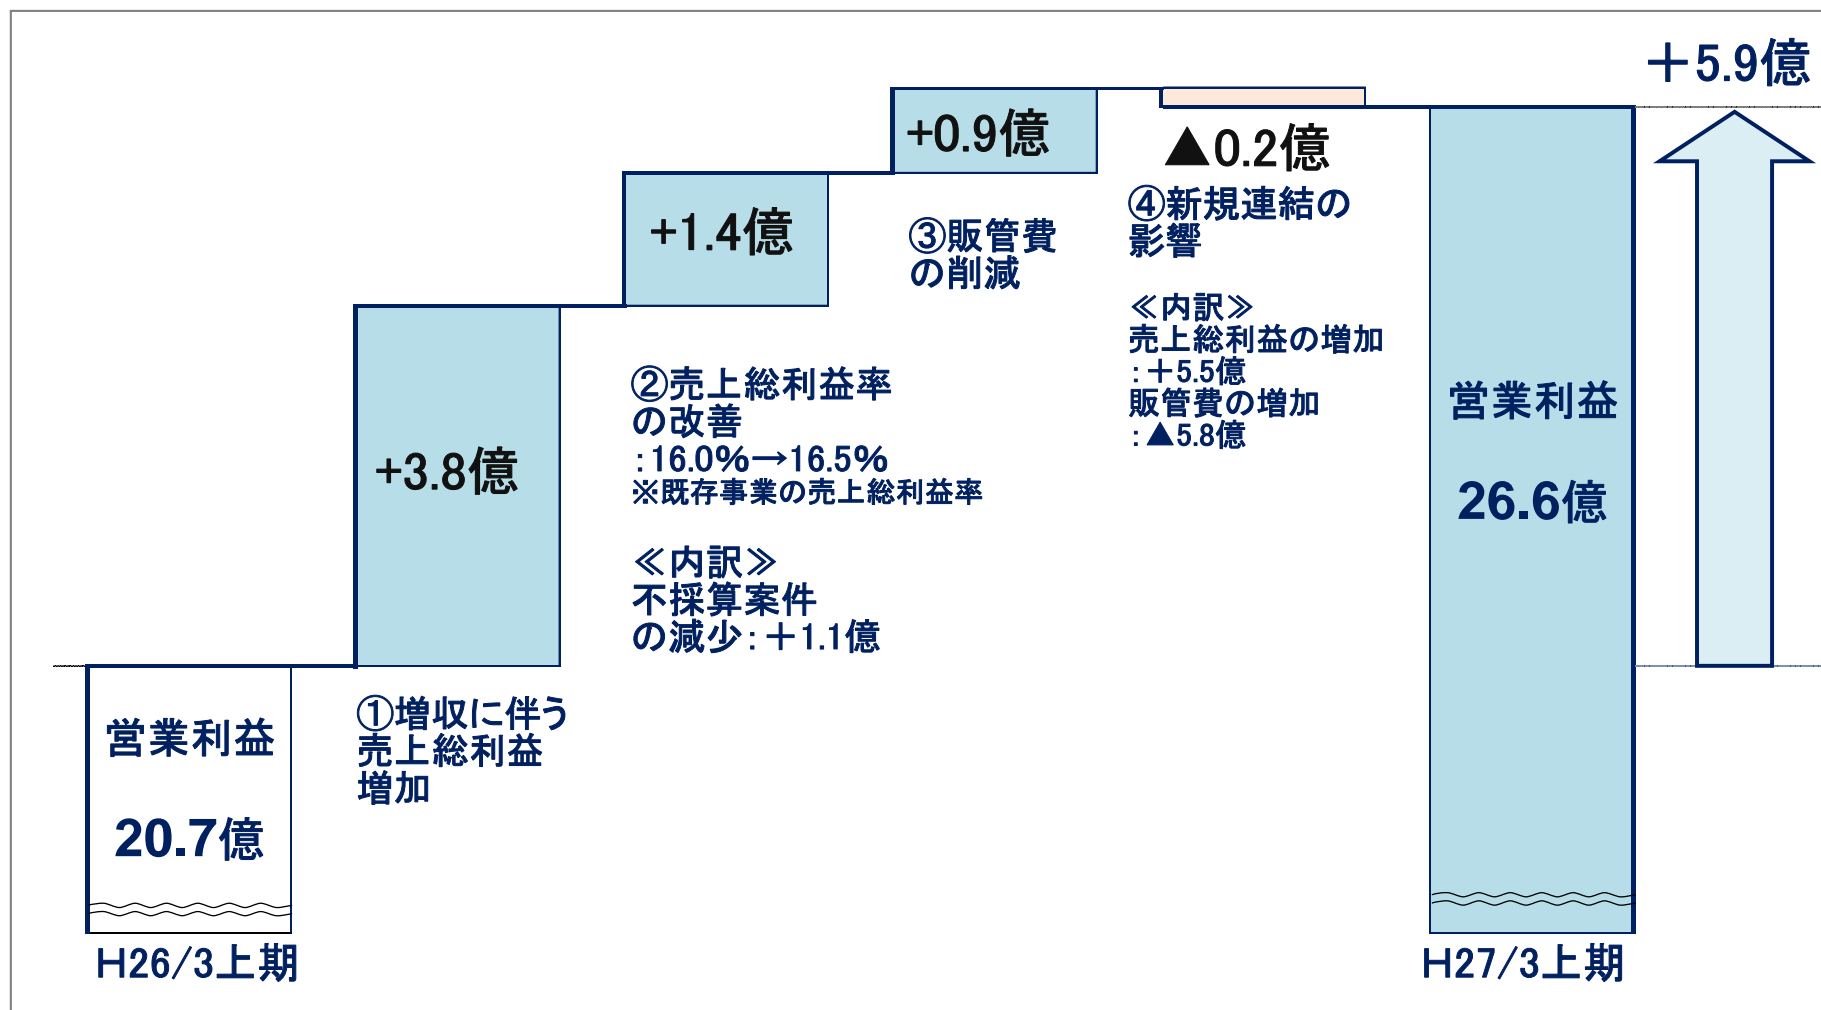 ＋5.9億
+0.9億
▲0.2億
+1.4億
④新規連結の
影響
③販管費
の削減
≪内訳≫
売上総利益の増加
：＋5.5億
販管費の増加
：▲5.8億
②売上総利益率
の改善
：16.0%→16.5%
※既存事業の売上総利益率
≪内訳≫
不採算案件
の減少：＋1.1億
+3.8億
営業利益
26.6億
①増収に伴う
売上総利益
増加
営業利益
20.7億
H26/3上期
H27/3上期